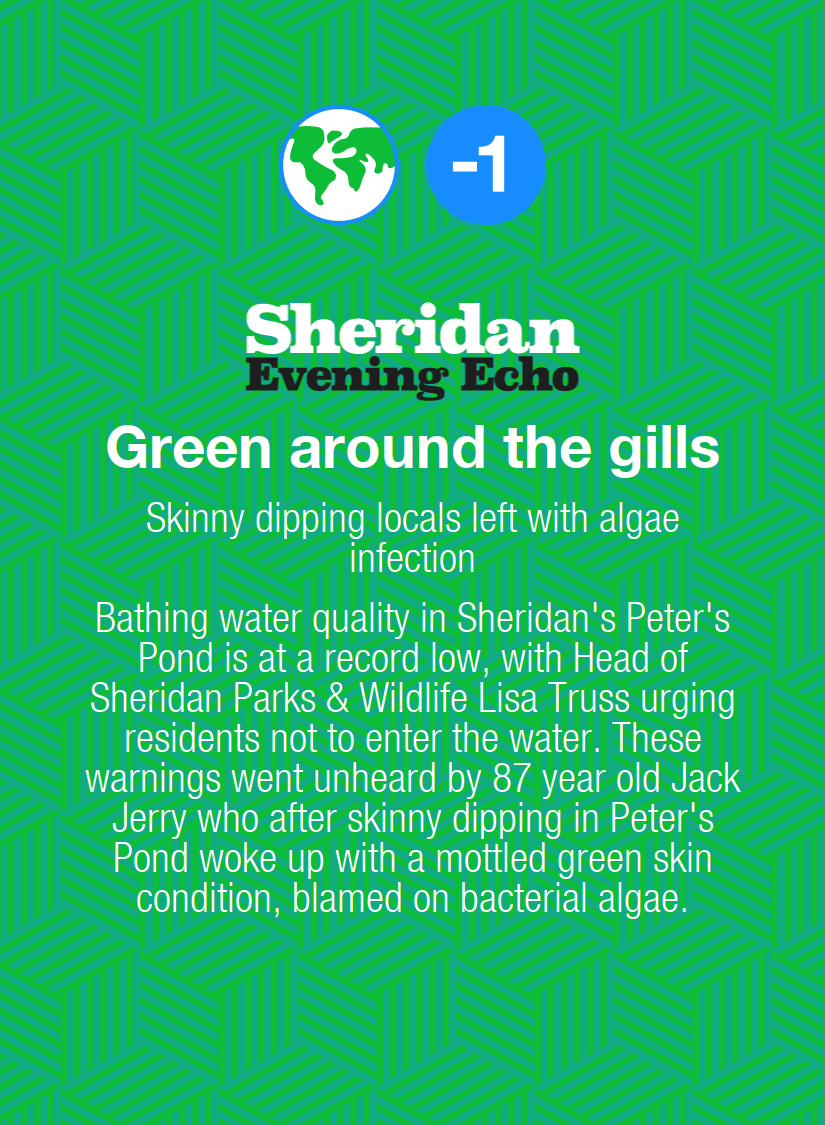 -1
Sheridan
Evening Echo
Green around the gills
Skinny dipping locals left with algae
infection
Bathing water quality in Sheridan's Peter's
Pond is at a record low, with Head of
Sheridan Parks & Wildlife Lisa Truss urging
residents not to enter the water. These
warnings went unheard by 87 year old Jack
Jerry who after skinny dipping in Peter's
Pond woke up with a mottled green skin
condition, blamed on bacterial algae.